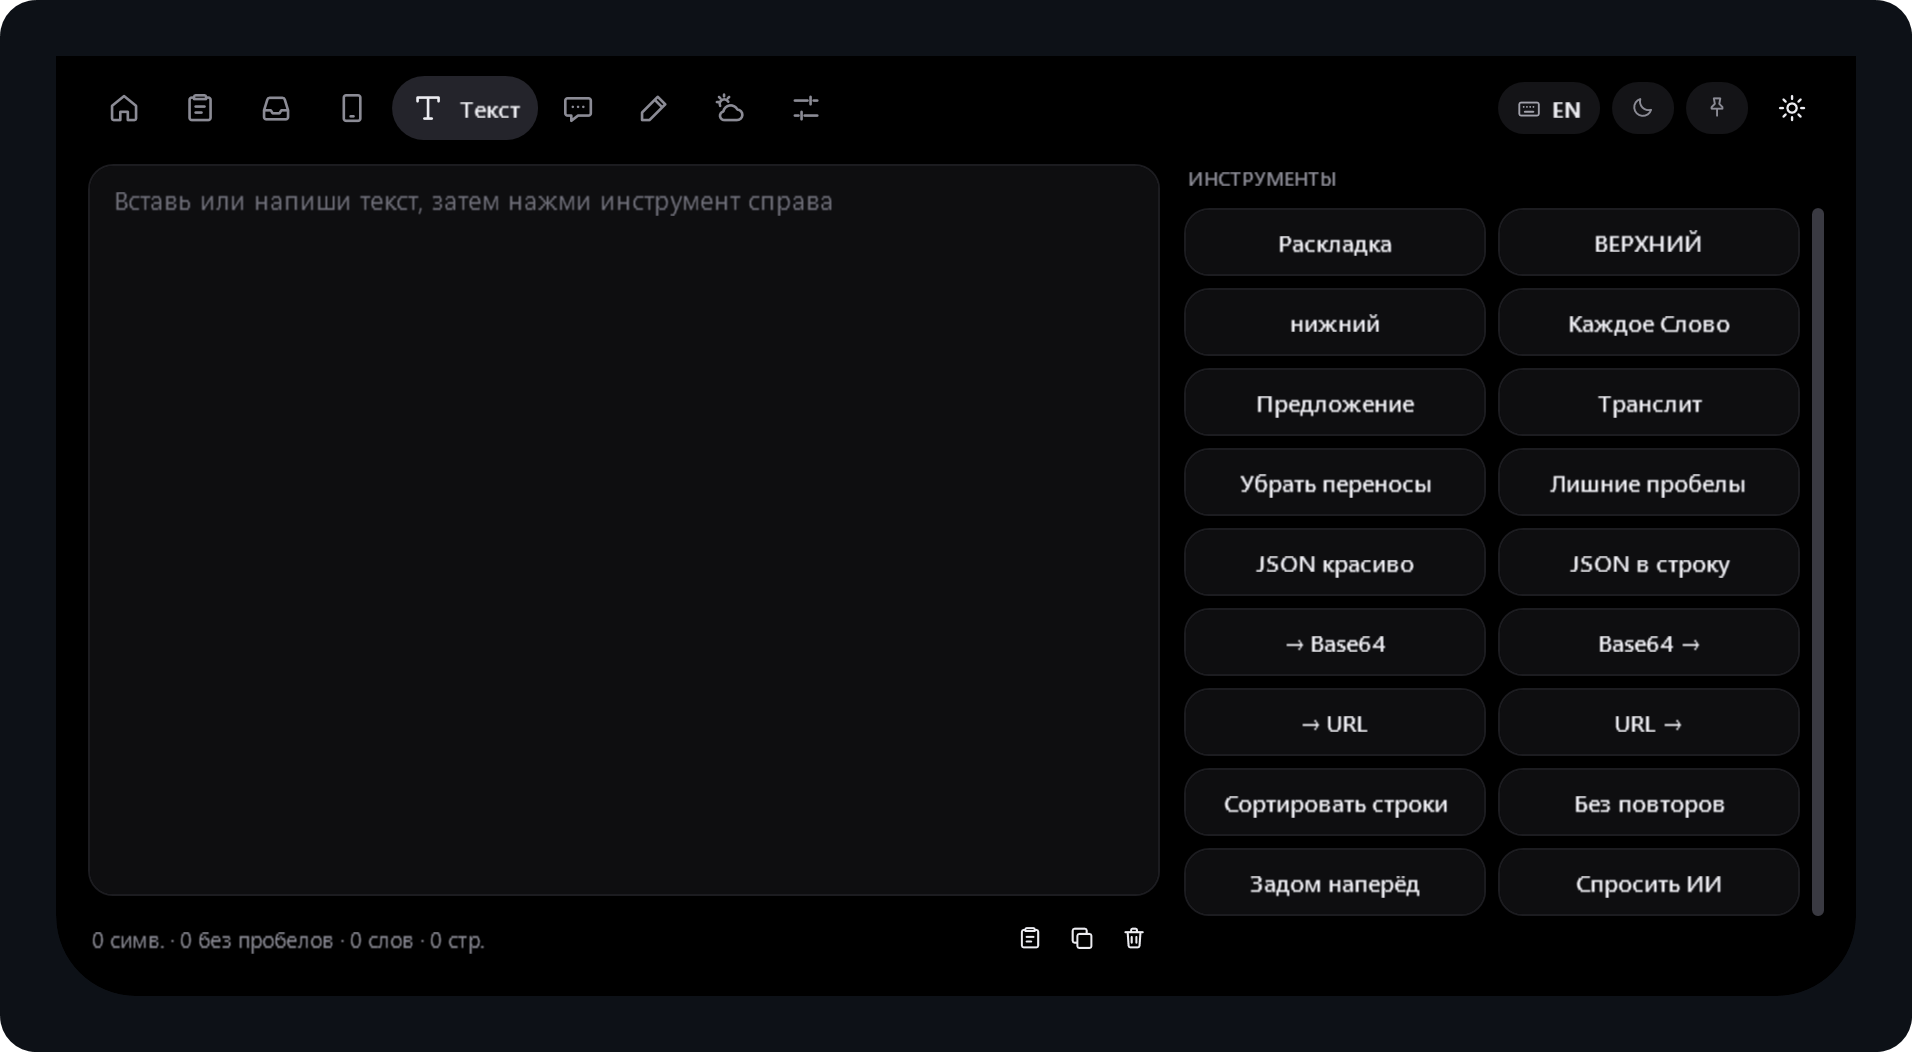 Текст
EN
Вставь или напиши текст, затем нажми инструмент справа
ИНСТРУМЕНТЫ
Раскладка
ВЕРХНИЙ
нижний
Каждое Слово
Предложение
Транслит
Убрать переносы
Лишние пробелы
JSON красиво
JSON в строку
→ Base64
Base64 →
→ URL
URL →
Сортировать строки
Без повторов
Задом наперёд
Спросить ИИ
0 симв. · 0 без пробелов · 0 слов · 0 стр.